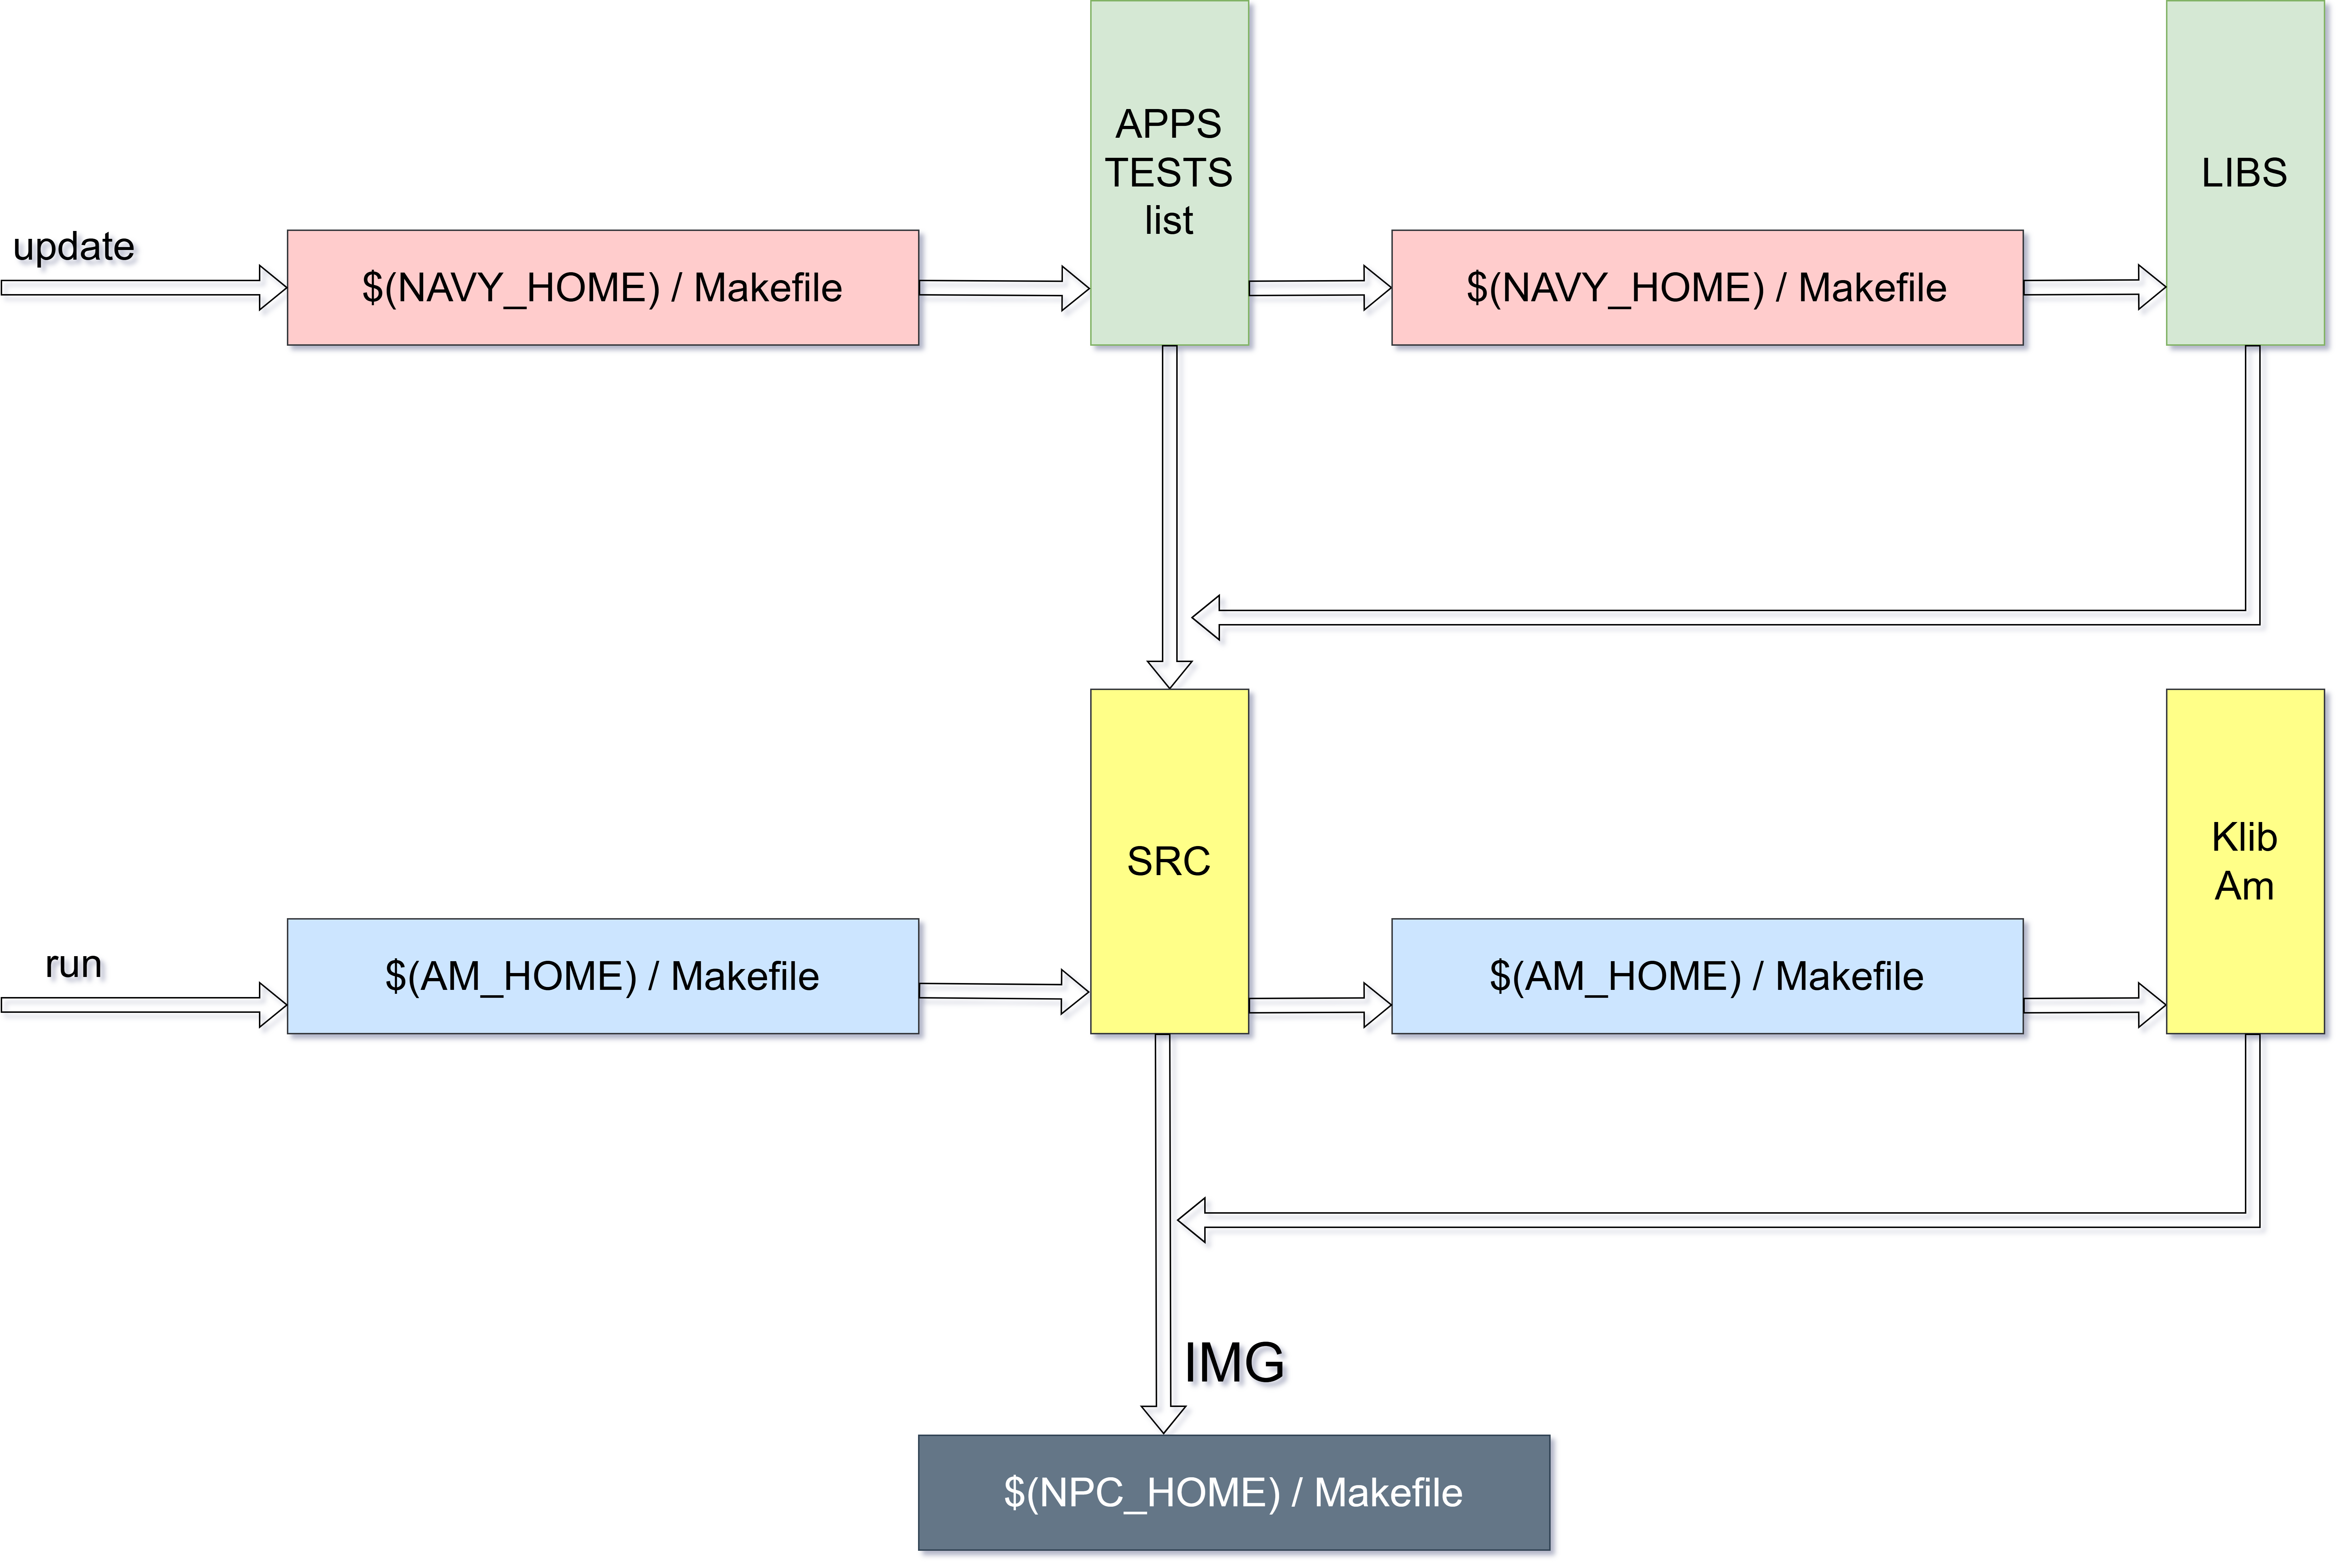 APPS
TESTS
list
LIBS
update
$(NAVY_HOME) / Makefile
$(NAVY_HOME) / Makefile
SRC
Klib
Am
run
$(AM_HOME) / Makefile
$(AM_HOME) / Makefile
IMG
$(NPC_HOME) / Makefile